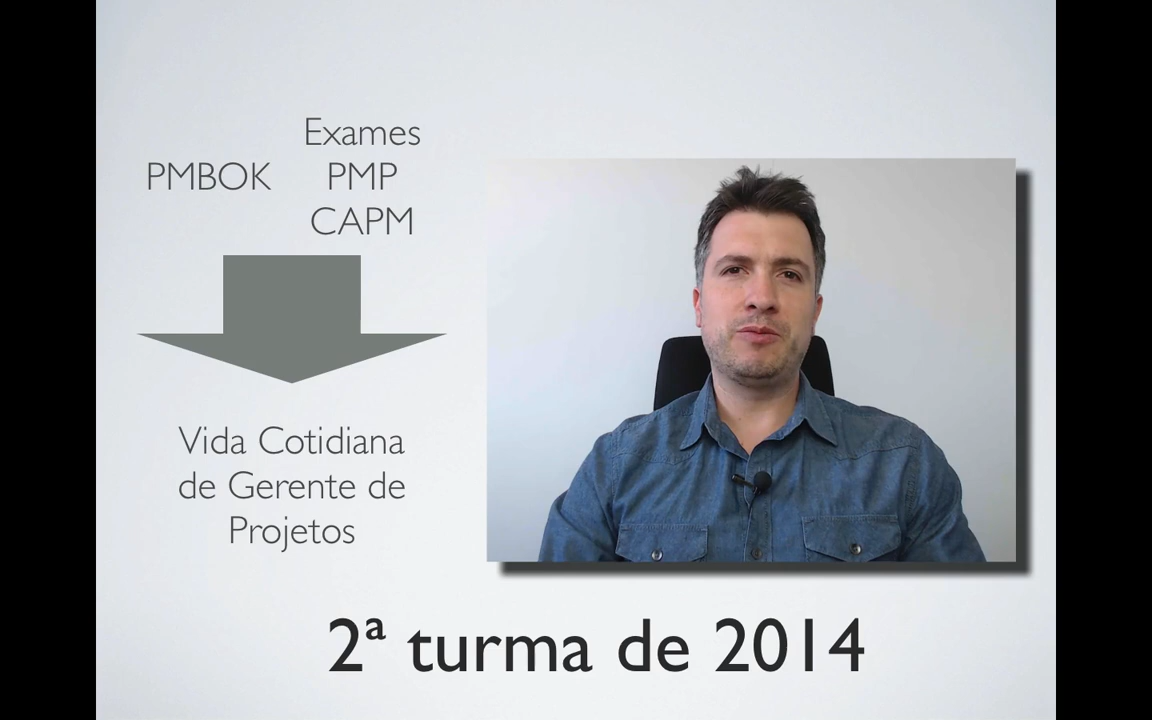 Exames
PMBOK PMP
CAPM
Vida Cotidiana
de Gerente de
Projetos
2ª turma de 2014